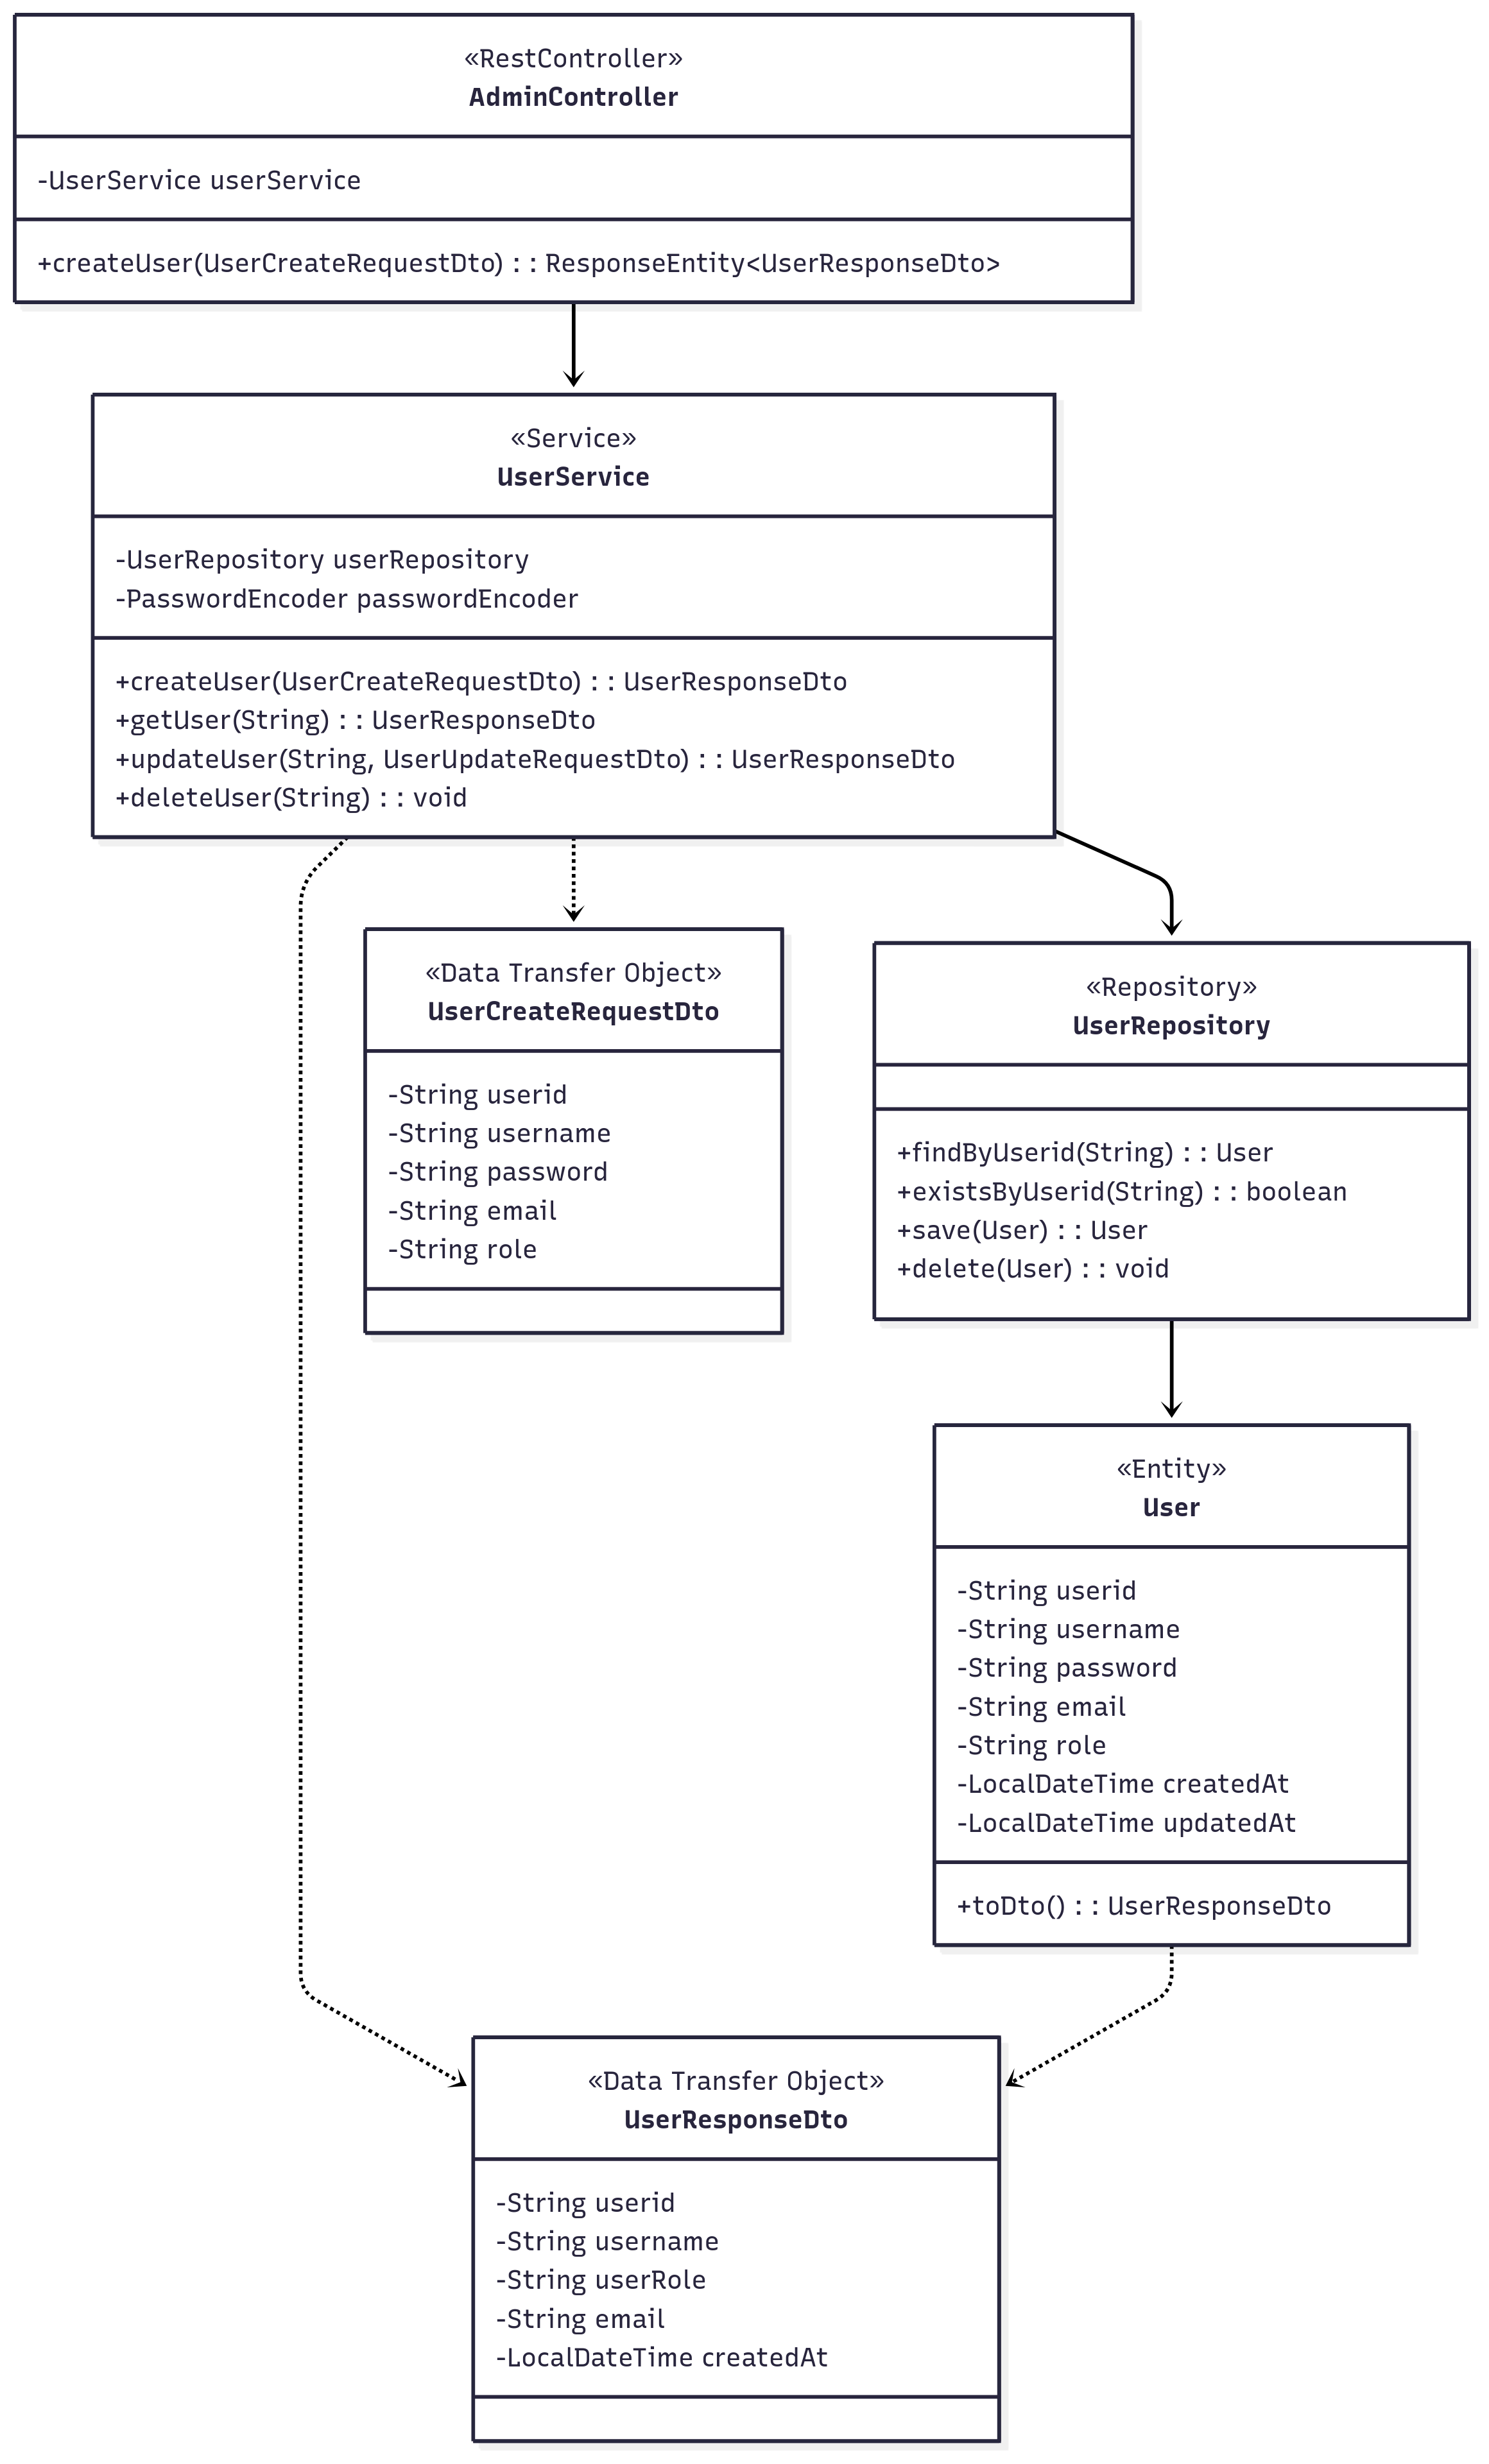 «RestController»
AdminController
-UserService userService
+createUser(UserCreateRequestDto) : : ResponseEntity<UserResponseDto>
«Service»
UserService
-UserRepository userRepository
-PasswordEncoder passwordEncoder
+createUser(UserCreateRequestDto) : : UserResponseDto
+getUser(String) : : UserResponseDto
+updateUser(String, UserUpdateRequestDto) : : UserResponseDto
+deleteUser(String) : : void
«Data Transfer Object»
UserCreateRequestDto
-String userid
-String username
-String password
-String email
-String role
«Repository»
UserRepository
+findByUserid(String) : : User
+existsByUserid(String) : : boolean
+save(User) : : User
+delete(User) : : void
«Entity»
User
-String userid
-String username
-String password
-String email
-String role
-LocalDateTime createdAt
-LocalDateTime updatedAt
+toDto() : : UserResponseDto
«Data Transfer Object»
UserResponseDto
-String userid
-String username
-String userRole
-String email
-LocalDateTime createdAt